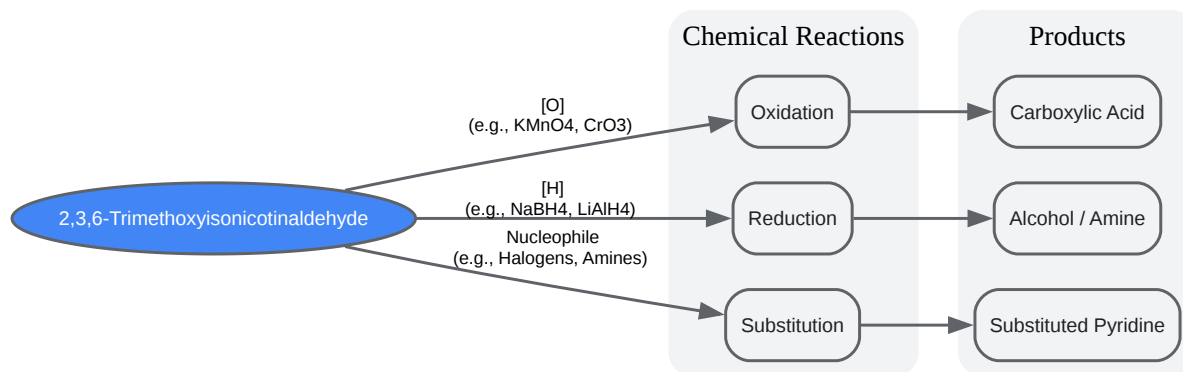 Chemical Reactions
Products
[O]
(e.g., KMnO4, CrO3)
Oxidation
Carboxylic Acid
2,3,6-Trimethoxyisonicotinaldehyde
[H]
(e.g., NaBH4, LiAlH4)
Reduction
Alcohol / Amine
Nucleophile
(e.g., Halogens, Amines)
Substitution
Substituted Pyridine